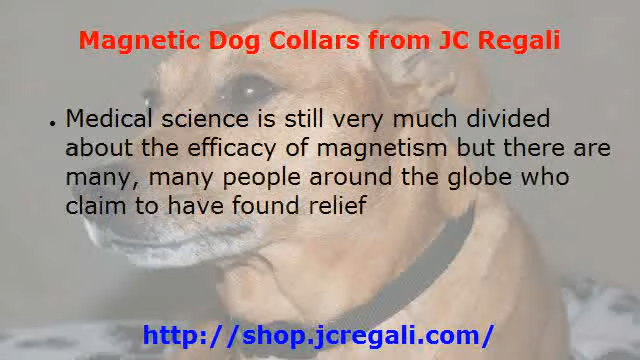 Magnetic Dog Collars from JC Regali
• Medical science is still very much divided
about the efficacy of magnetism but there are
many, many people around the globe who
claim to have found relief
http://shop.jcregali.com/